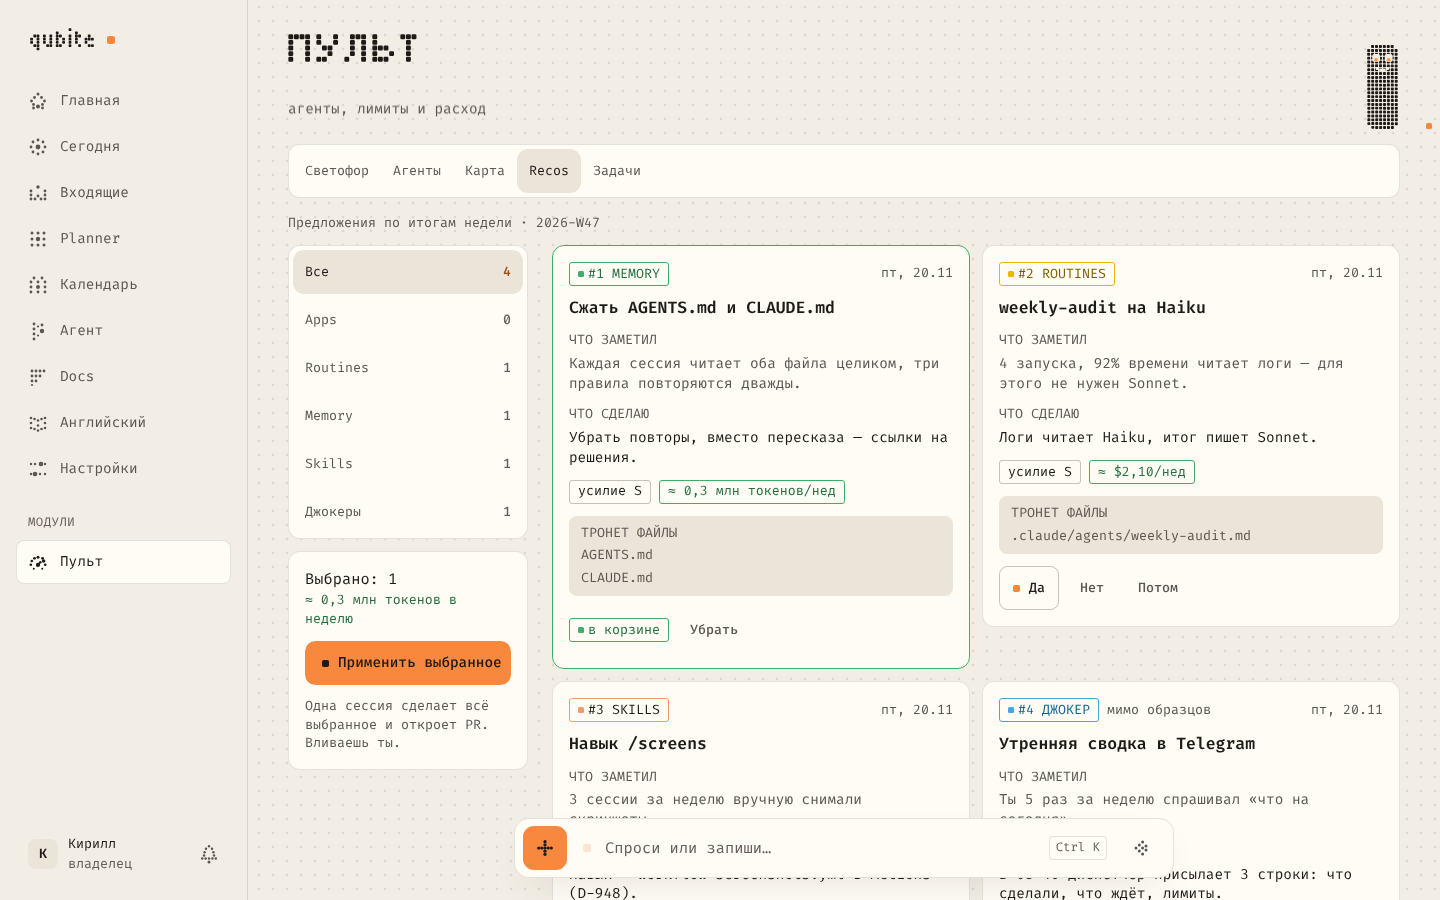 qubite
Главная
Сегодня
Входящие
Planner
Календарь
Агент
Docs
Английский
Настройки
МОДУЛИ
Пульт
К
Кирилл
владелец
ПУЛЬТ
агенты, лимиты и расход
Светофор Агенты Карта Recos Задачи
Предложения по итогам недели · 2026-W47
Все 4
Apps 0
Routines 1
Memory 1
Skills 1
Джокеры 1
Выбрано: 1
≈ 0,3 млн токенов в
неделю
Применить выбранное
Одна сессия сделает всё
выбранное и откроет PR.
Вливаешь ты.
#1 MEMORY пт, 20.11
Сжать AGENTS.md и CLAUDE.md
ЧТО ЗАМЕТИЛ
Каждая сессия читает оба файла целиком, три
правила повторяются дважды.
ЧТО СДЕЛАЮ
Убрать повторы, вместо пересказа — ссылки на
решения.
усилие S ≈ 0,3 млн токенов/нед
ТРОНЕТ ФАЙЛЫ
AGENTS.md
CLAUDE.md
в корзине Убрать
#2 ROUTINES пт, 20.11
weekly-audit на Haiku
ЧТО ЗАМЕТИЛ
4 запуска, 92% времени читает логи — для
этого не нужен Sonnet.
ЧТО СДЕЛАЮ
Логи читает Haiku, итог пишет Sonnet.
усилие S ≈ $2,10/нед
ТРОНЕТ ФАЙЛЫ
.claude/agents/weekly-audit.md
Да Нет Потом
#3 SKILLS пт, 20.11
Навык /screens
ЧТО ЗАМЕТИЛ
3 сессии за неделю вручную снимали
(D-948).
#4 ДЖОКЕР мимо образцов пт, 20.11
Утренняя сводка в Telegram
ЧТО ЗАМЕТИЛ
Ты 5 раз за неделю спрашивал «что на
присылает 3 строки: что
сделали, что ждёт, лимиты.
Спроси или запиши… Ctrl K